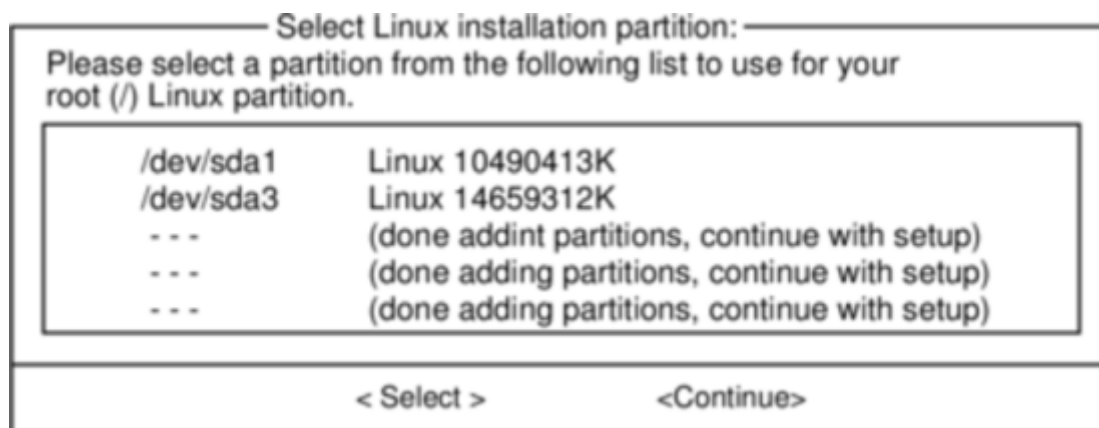 Select Linux installation partition:
Please select a partition from the following list to use for your
root (/) Linux partition.
/dev/sda1 Linux 10490413K
/dev/sda3 Linux 14659312K
- - - (done addint partitions, continue with setup)
- - - (done adding partitions, continue with setup)
- - - (done adding partitions, continue with setup)
< Select > <Continue>